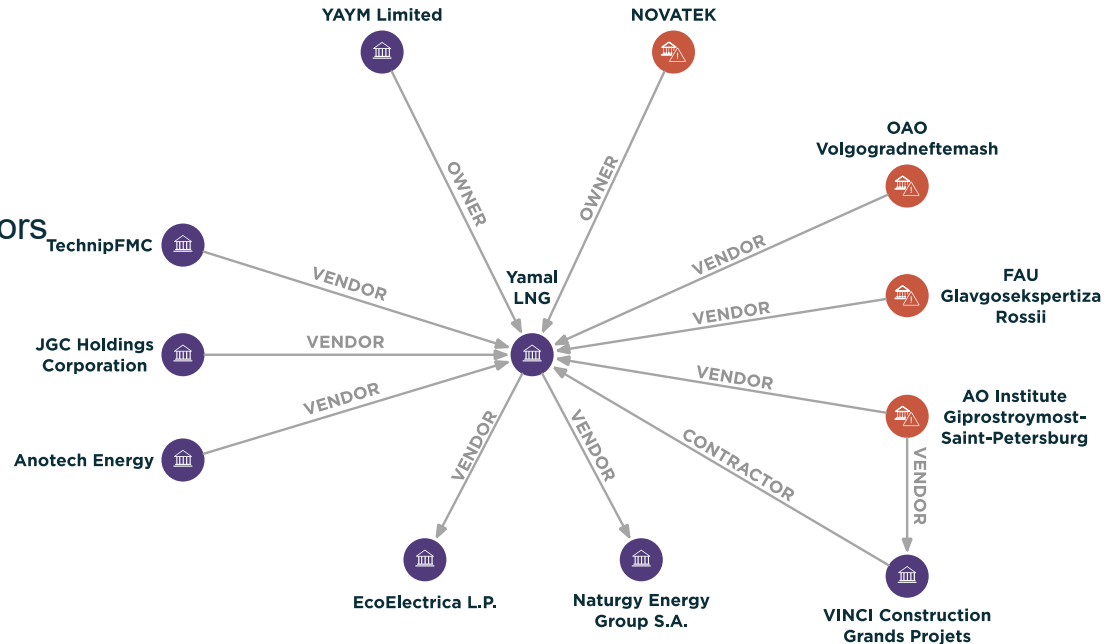 YAYM Limited
NOVATEK
OAO
Volgogradneftemash
OWNER
OWNER
ors
TechnipFMC
VENDOR
VENDOR
Yamal
LNG
FAU
Glavgosekspertiza
Rossii
VENDOR
JGC Holdings
Corporation
VENDOR
VENDOR
VENDOR
AO Institute
Giprostroymost-
Saint-Petersburg
Anotech Energy
VENDOR
VENDOR
CONTRACTOR
VENDOR
EcoElectrica L.P.
Naturgy Energy
Group S.A.
VINCI Construction
Grands Projets